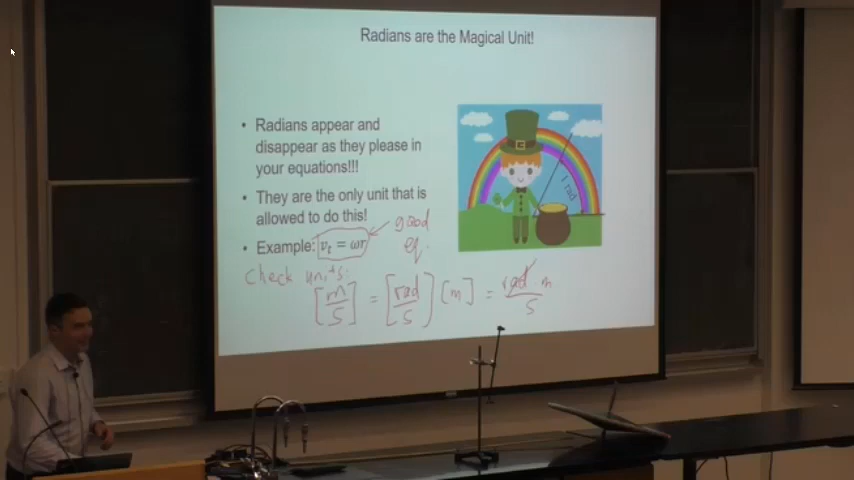 Radians are the Magical Unit!
• Radians appear and
disappear as they please in
your equations!!!
• They are the only unit that is
allowed to do this!
• Example: v_t = ωr
good
eq.
1 rad
Check units:
[m/s] = [rad/s] [m] = rad · m / s